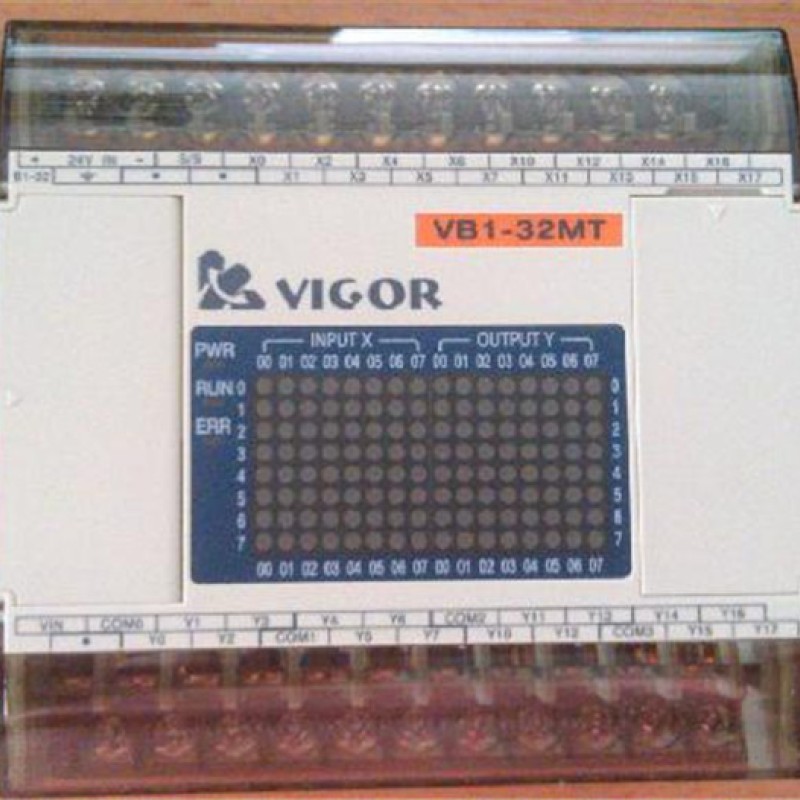 + 24V IN - S/S X0 X2 X4 X6 X10 X12 X14 X16
B1-32 X1 X3 X5 X7 X11 X13 X15 X17
VB1-32MT
VIGOR
INPUT X OUTPUT Y
PWR
00 01 02 03 04 05 06 07 00 01 02 03 04 05 06 07
RUN 0 0
1 1
ERR 2 2
3 3
4 4
5 5
6 6
7 7
00 01 02 03 04 05 06 07 00 01 02 03 04 05 06 07
VIN COM0 Y1 Y3 Y4 Y6 COM2 Y11 Y13 Y14 Y16
Y0 Y2 COM1 Y5 Y7 Y10 Y12 COM3 Y15 Y17